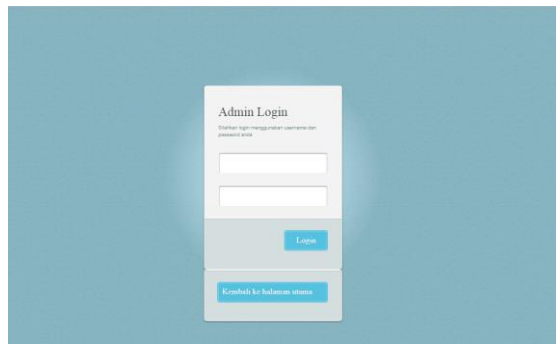 Admin Login
Silahkan login menggunakan username dan
password anda
Login
Kembali ke halaman utama